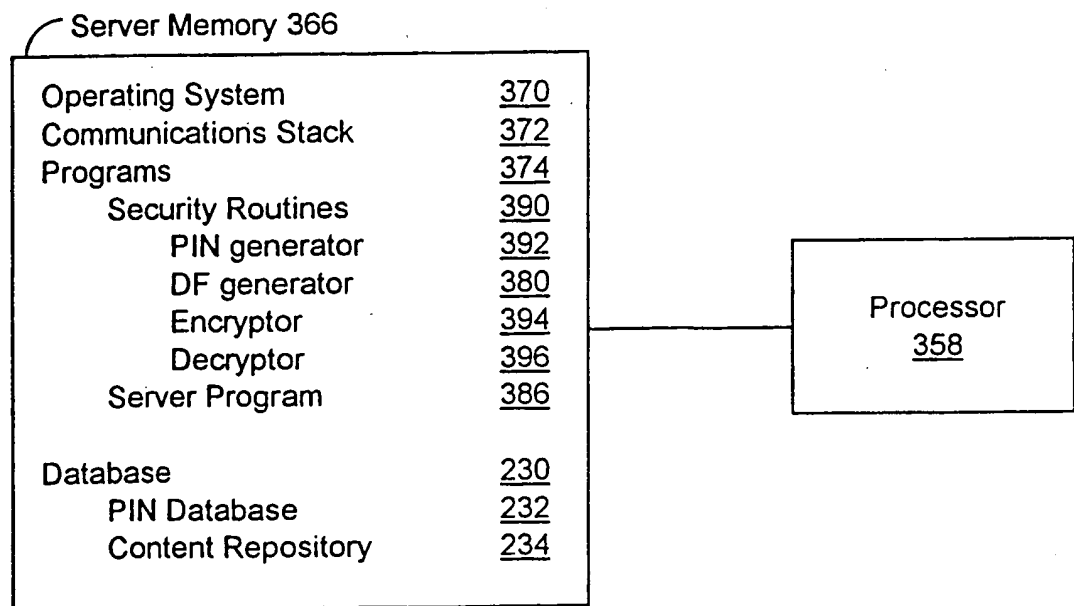 Server Memory 366
Operating System 370
Communications Stack 372
Programs 374
Security Routines 390
PIN generator 392
DF generator 380
Encryptor 394
Decryptor 396
Server Program 386
Database 230
PIN Database 232
Content Repository 234
Processor
358